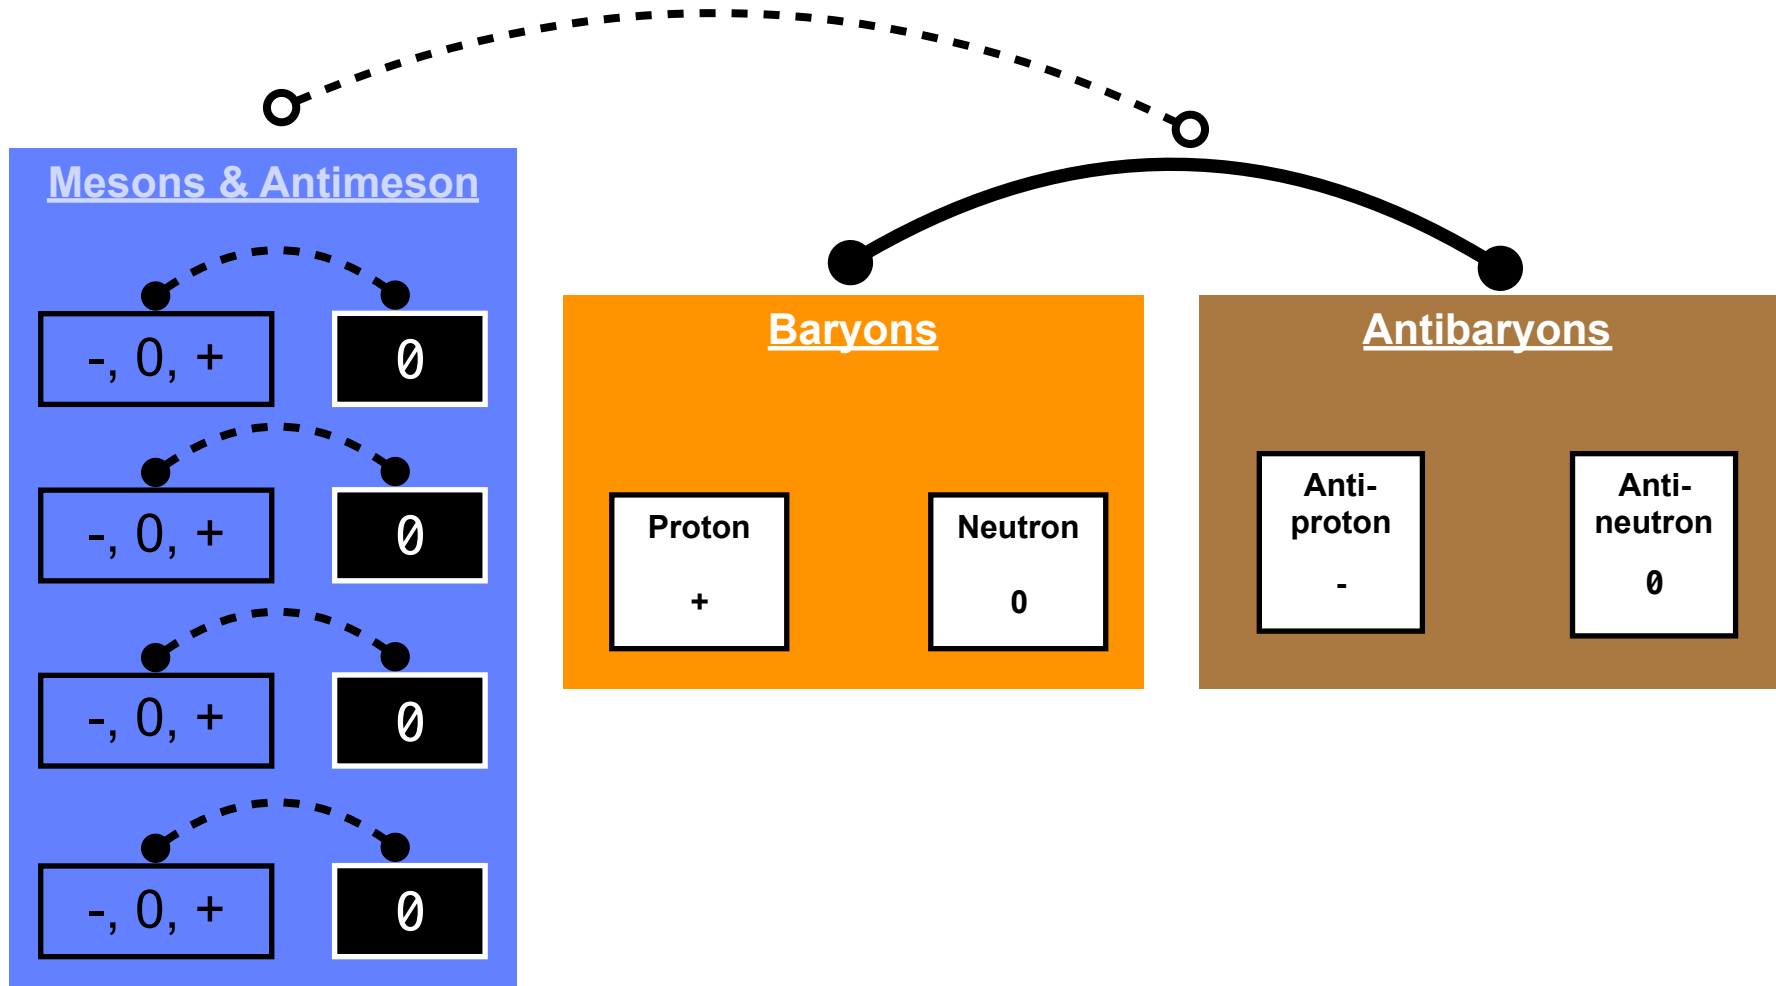 Mesons & Antimeson
-, 0, +
0
-, 0, +
0
-, 0, +
0
-, 0, +
0
Baryons
Proton
+
Neutron
0
Antibaryons
Anti-
proton
-
Anti-
neutron
0